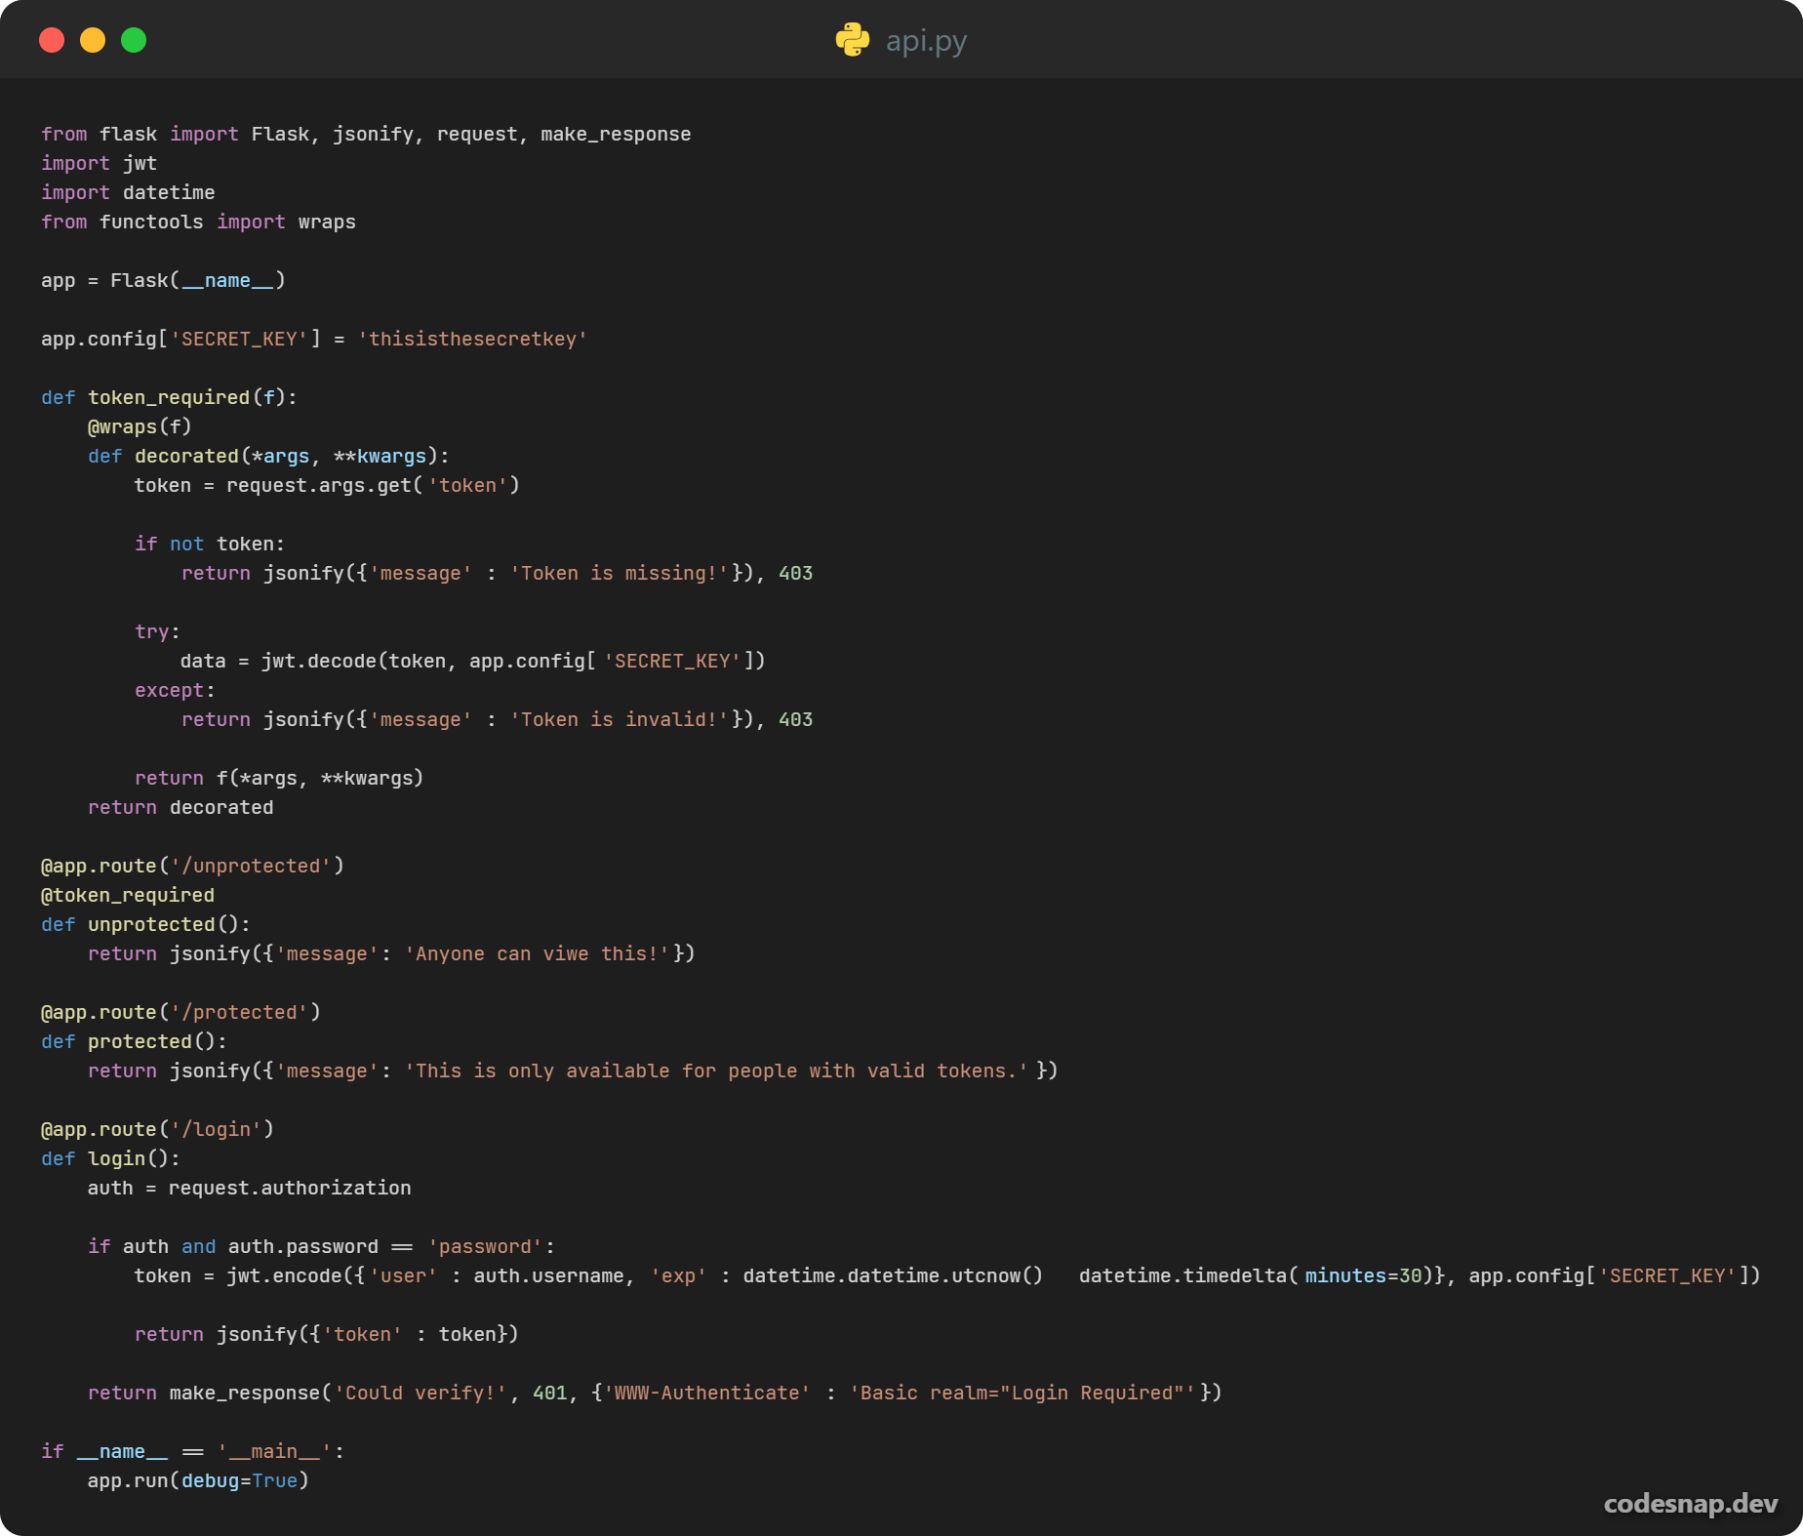 api.py
from flask import Flask, jsonify, request, make_response
import jwt
import datetime
from functools import wraps
app = Flask(__name__)
app.config['SECRET_KEY'] = 'thisisthesecretkey'
def token_required(f):
    @wraps(f)
    def decorated(*args, **kwargs):
        token = request.args.get('token')
        if not token:
            return jsonify({'message' : 'Token is missing!'}), 403
        try:
            data = jwt.decode(token, app.config['SECRET_KEY'])
        except:
            return jsonify({'message' : 'Token is invalid!'}), 403
        return f(*args, **kwargs)
    return decorated
@app.route('/unprotected')
@token_required
def unprotected():
    return jsonify({'message': 'Anyone can viwe this!'})
@app.route('/protected')
def protected():
    return jsonify({'message': 'This is only available for people with valid tokens.'})
@app.route('/login')
def login():
    auth = request.authorization
    if auth and auth.password == 'password':
        token = jwt.encode({'user' : auth.username, 'exp' : datetime.datetime.utcnow()   datetime.timedelta(minutes=30)}, app.config['SECRET_KEY'])
        return jsonify({'token' : token})
    return make_response('Could verify!', 401, {'WWW-Authenticate' : 'Basic realm="Login Required"'})
if __name__ == '__main__':
    app.run(debug=True)
codesnap.dev